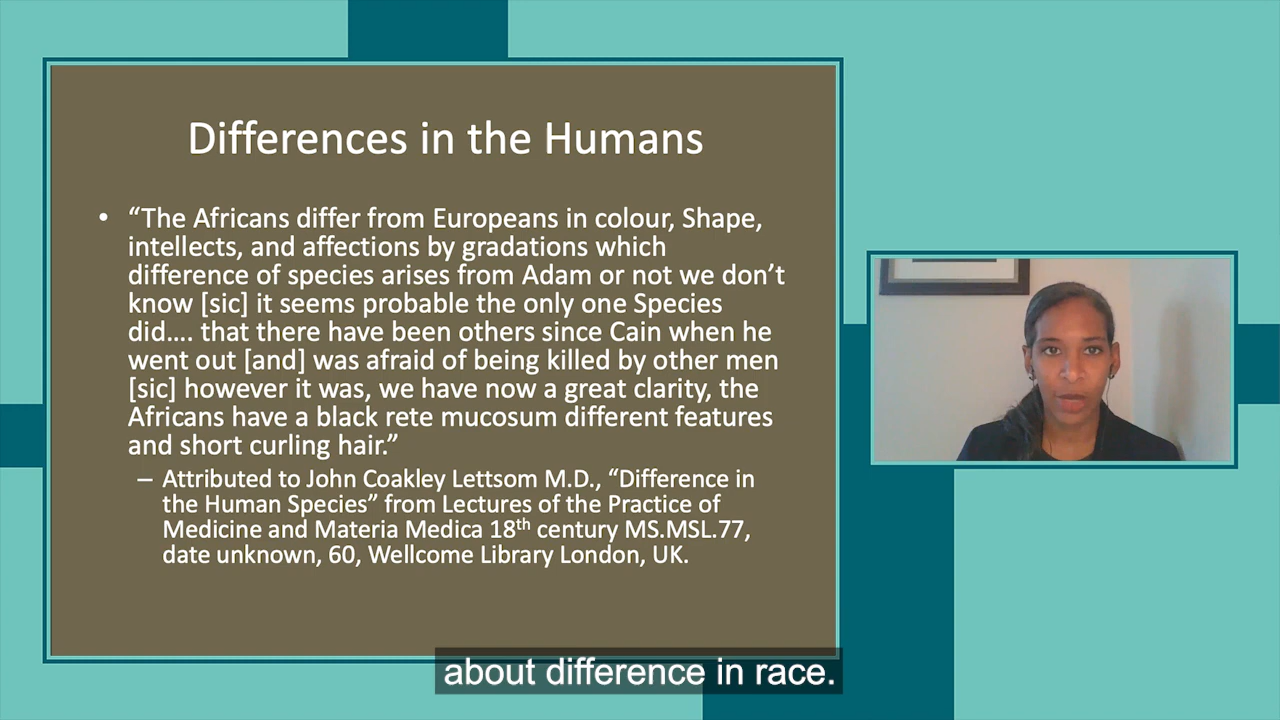 Differences in the Humans
• “The Africans differ from Europeans in colour, Shape,
intellects, and affections by gradations which
difference of species arises from Adam or not we don’t
know [sic] it seems probable the only one Species
did…. that there have been others since Cain when he
went out [and] was afraid of being killed by other men
[sic] however it was, we have now a great clarity, the
Africans have a black rete mucosum different features
and short curling hair.”
– Attributed to John Coakley Lettsom M.D., “Difference in
the Human Species” from Lectures of the Practice of
Medicine and Materia Medica 18th century MS.MSL.77,
date unknown, 60, Wellcome Library London, UK.
about difference in race.